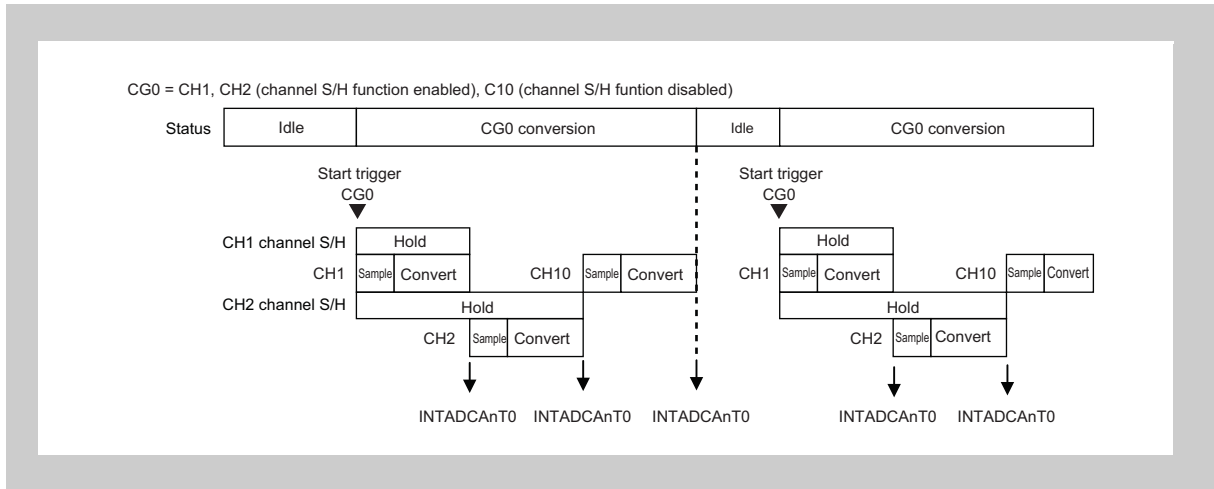 CG0 = CH1, CH2 (channel S/H function enabled), C10 (channel S/H funtion disabled)
Status Idle CG0 conversion Idle CG0 conversion
Start trigger Start trigger
CG0 CG0
CH1 channel S/H Hold Hold
CH1 Sample Convert CH10 Sample Convert CH1 Sample Convert CH10 Sample Convert
CH2 channel S/H Hold Hold
CH2 Sample Convert CH2 Sample Convert
INTADCAnT0 INTADCAnT0 INTADCAnT0 INTADCAnT0 INTADCAnT0